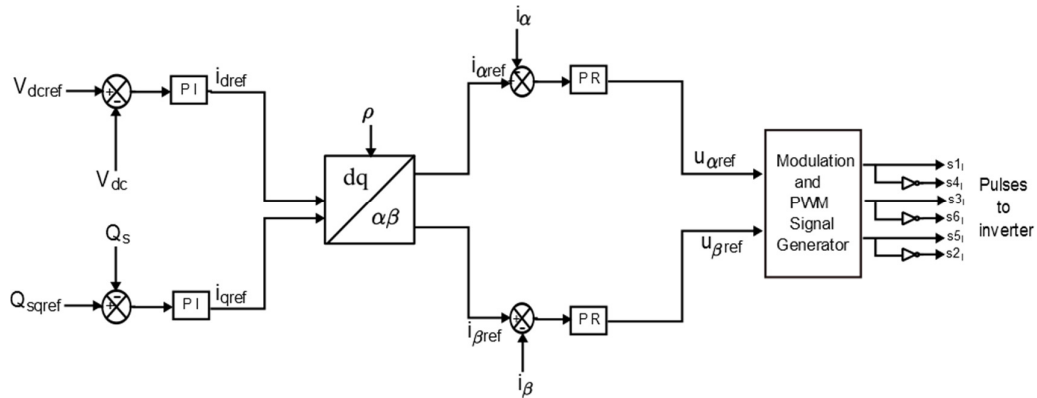 iα
V_dcref
+
−
PI
i_dref
V_dc
ρ
dq
αβ
i_αref
PR
u_αref
Modulation
and
PWM
Signal
Generator
s1_I
s4_I
s3_I
s6_I
s5_I
s2_I
Pulses
to
inverter
Q_s
Q_sqref
+
−
PI
i_qref
i_βref
+
−
PR
u_βref
i_β